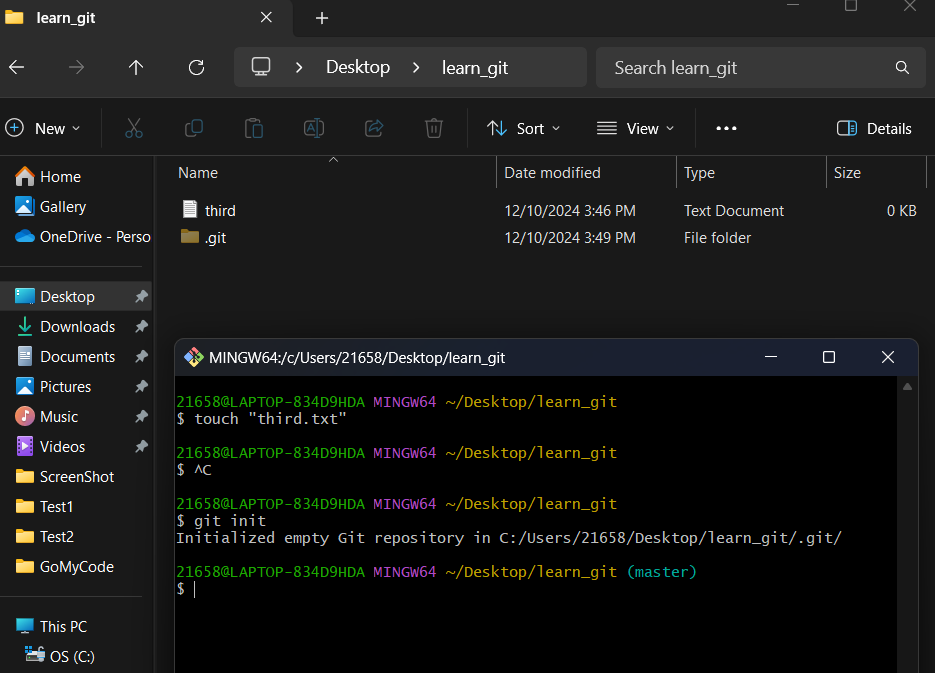 learn_git
Desktop > learn_git
Search learn_git
New
Sort
View
Details
Name
Date modified
Type
Size
third
12/10/2024 3:46 PM
Text Document
0 KB
.git
12/10/2024 3:49 PM
File folder
Home
Gallery
OneDrive - Perso
Desktop
Downloads
Documents
Pictures
Music
Videos
ScreenShot
Test1
Test2
GoMyCode
This PC
OS (C:)
MINGW64:/c/Users/21658/Desktop/learn_git
21658@LAPTOP-834D9HDA MINGW64 ~/Desktop/learn_git
$ touch "third.txt"
21658@LAPTOP-834D9HDA MINGW64 ~/Desktop/learn_git
$ ^C
21658@LAPTOP-834D9HDA MINGW64 ~/Desktop/learn_git
$ git init
Initialized empty Git repository in C:/Users/21658/Desktop/learn_git/.git/
21658@LAPTOP-834D9HDA MINGW64 ~/Desktop/learn_git (master)
$